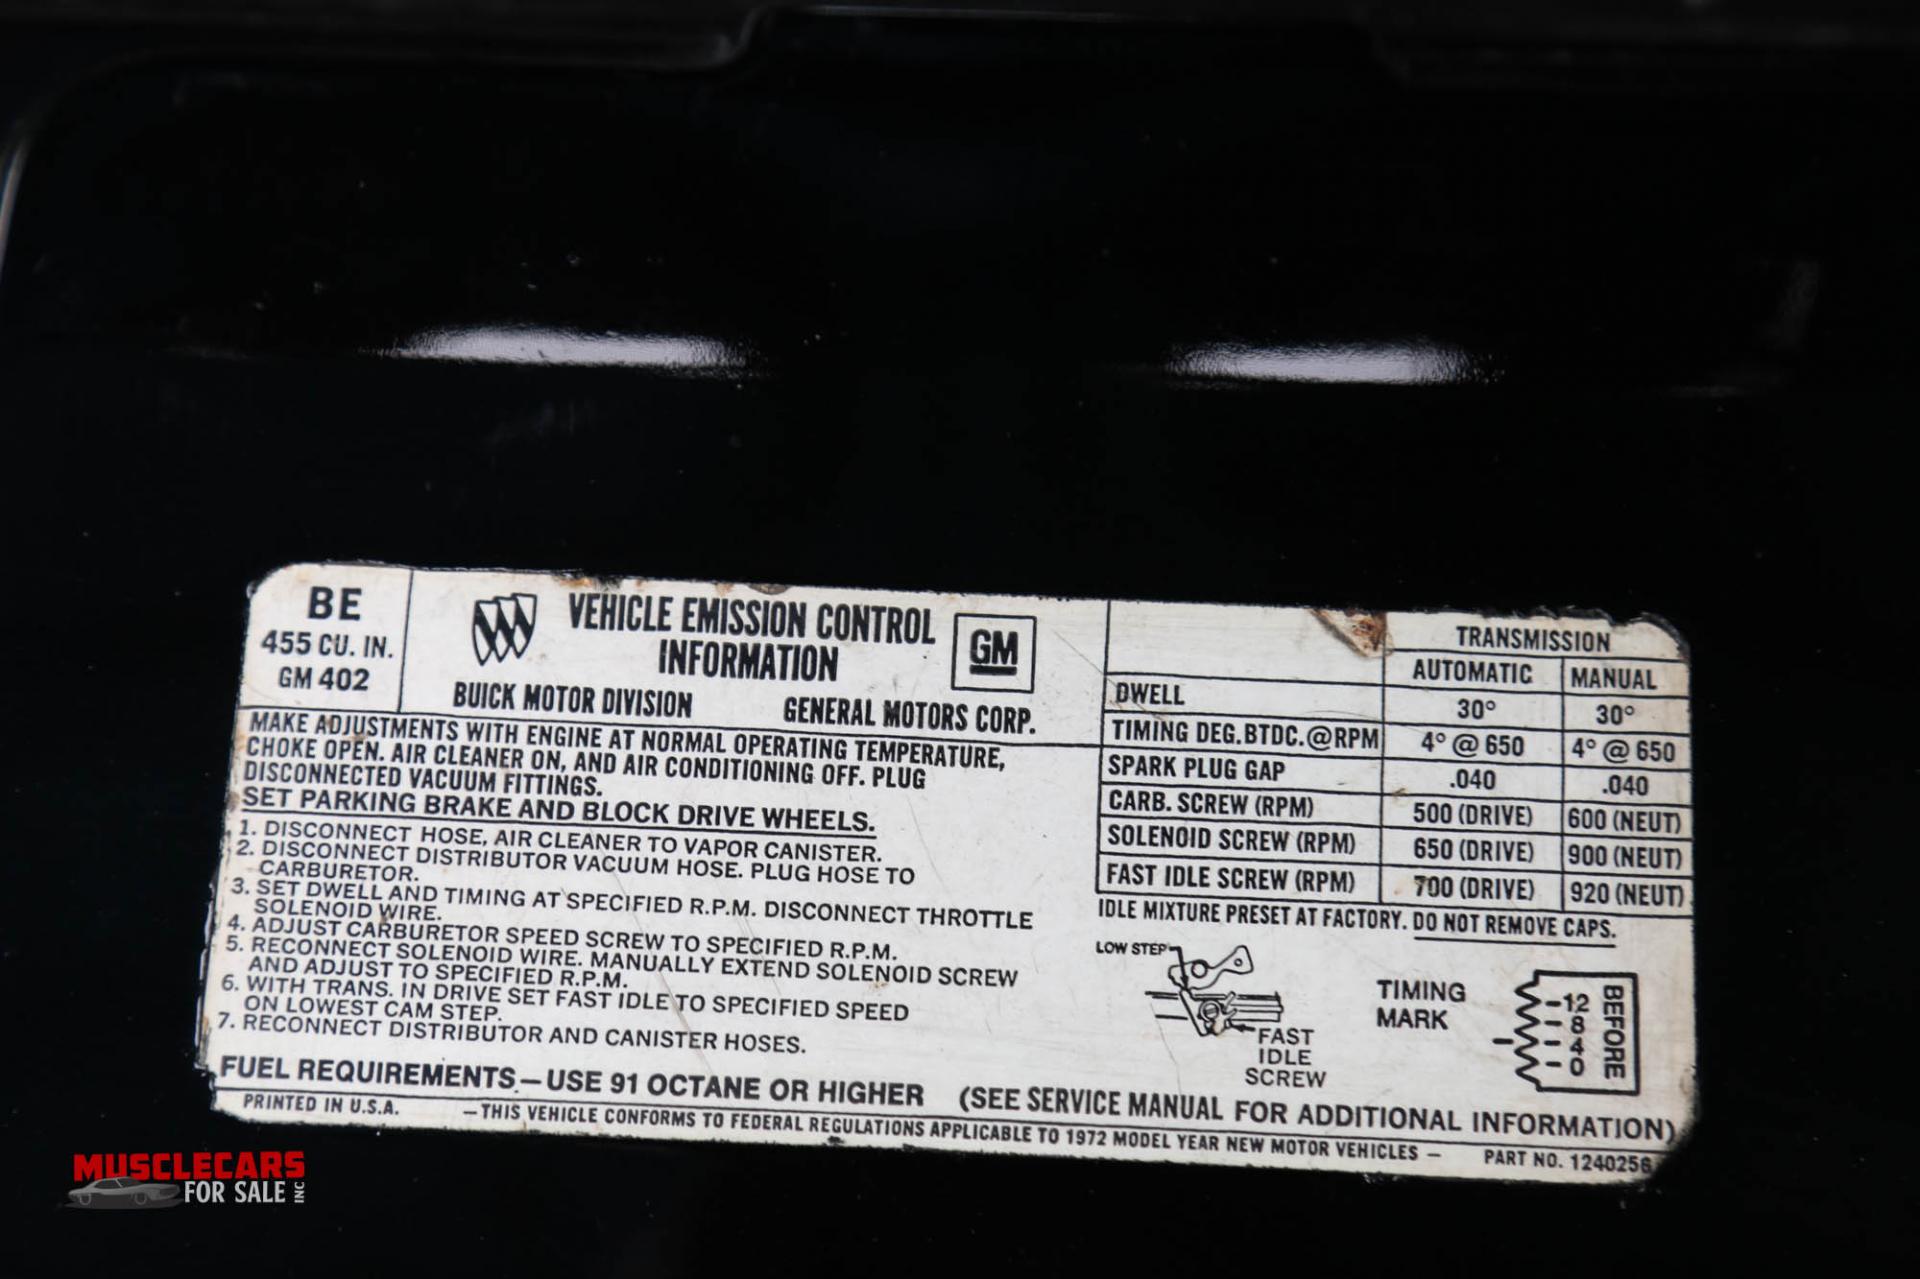 BE
455 CU. IN.
GM 402
VEHICLE EMISSION CONTROL
INFORMATION
GM
BUICK MOTOR DIVISION GENERAL MOTORS CORP.
MAKE ADJUSTMENTS WITH ENGINE AT NORMAL OPERATING TEMPERATURE,
CHOKE OPEN. AIR CLEANER ON, AND AIR CONDITIONING OFF. PLUG
DISCONNECTED VACUUM FITTINGS.
SET PARKING BRAKE AND BLOCK DRIVE WHEELS.
1. DISCONNECT HOSE, AIR CLEANER TO VAPOR CANISTER.
2. DISCONNECT DISTRIBUTOR VACUUM HOSE. PLUG HOSE TO
CARBURETOR.
3. SET DWELL AND TIMING AT SPECIFIED R.P.M. DISCONNECT THROTTLE
SOLENOID WIRE.
4. ADJUST CARBURETOR SPEED SCREW TO SPECIFIED R.P.M.
5. RECONNECT SOLENOID WIRE. MANUALLY EXTEND SOLENOID SCREW
AND ADJUST TO SPECIFIED R.P.M.
6. WITH TRANS. IN DRIVE SET FAST IDLE TO SPECIFIED SPEED
ON LOWEST CAM STEP.
7. RECONNECT DISTRIBUTOR AND CANISTER HOSES.
TRANSMISSION
AUTOMATIC MANUAL
DWELL 30° 30°
TIMING DEG.BTDC.@RPM 4° @ 650 4° @ 650
SPARK PLUG GAP .040 .040
CARB. SCREW (RPM) 500 (DRIVE) 600 (NEUT)
SOLENOID SCREW (RPM) 650 (DRIVE) 900 (NEUT)
FAST IDLE SCREW (RPM) 700 (DRIVE) 920 (NEUT)
IDLE MIXTURE PRESET AT FACTORY. DO NOT REMOVE CAPS.
LOW STEP
FAST
IDLE
SCREW
TIMING
MARK
12
8
4
0
BEFORE
FUEL REQUIREMENTS—USE 91 OCTANE OR HIGHER (SEE SERVICE MANUAL FOR ADDITIONAL INFORMATION)
PRINTED IN U.S.A. —THIS VEHICLE CONFORMS TO FEDERAL REGULATIONS APPLICABLE TO 1972 MODEL YEAR NEW MOTOR VEHICLES — PART NO. 1240256
MUSCLECARS
FOR SALE INC